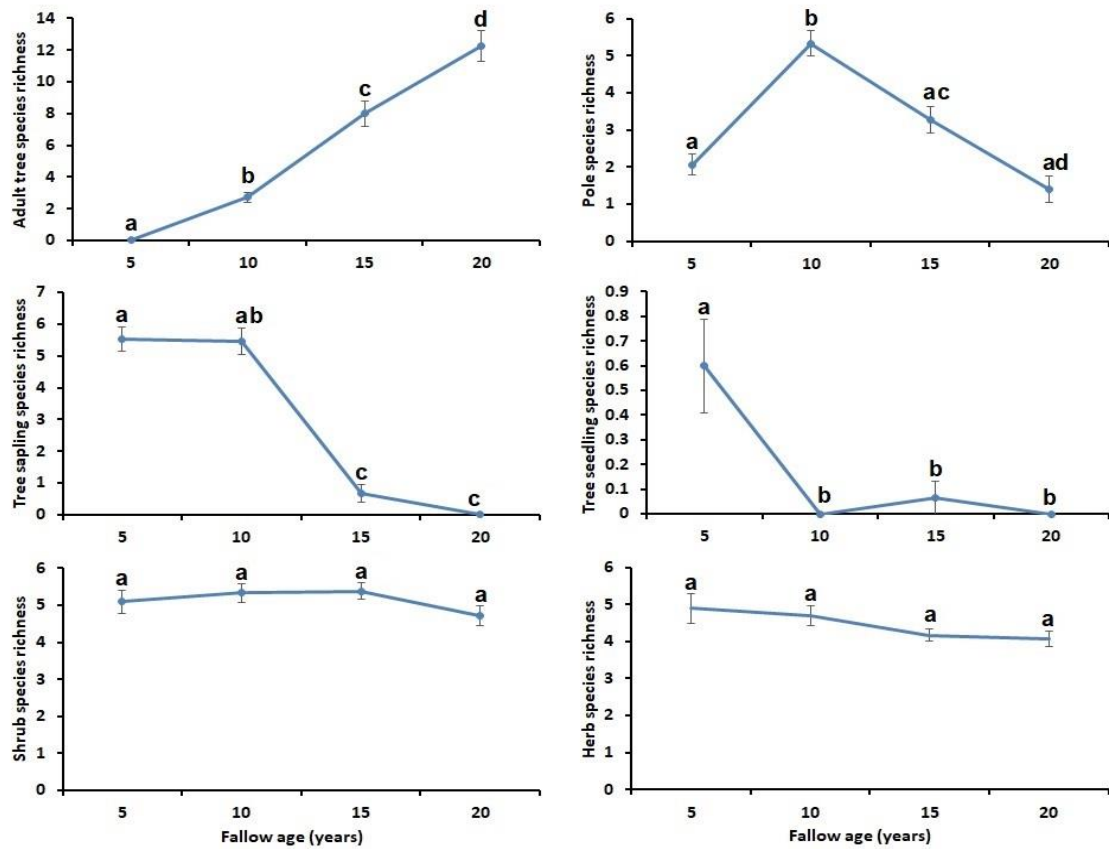 Adult tree species richness
14
12
10
8
6
4
2
0
a
b
c
d
5 10 15 20
Pole species richness
6
5
4
3
2
1
0
a
b
ac
ad
5 10 15 20
Tree sapling species richness
7
6
5
4
3
2
1
0
a
ab
c
c
5 10 15 20
Tree seedling species richness
0.9
0.8
0.7
0.6
0.5
0.4
0.3
0.2
0.1
0
a
b
b
b
5 10 15 20
Shrub species richness
6
5
4
3
2
1
0
a
a
a
a
5 10 15 20
Fallow age (years)
Herb species richness
6
5
4
3
2
1
0
a
a
a
a
5 10 15 20
Fallow age (years)